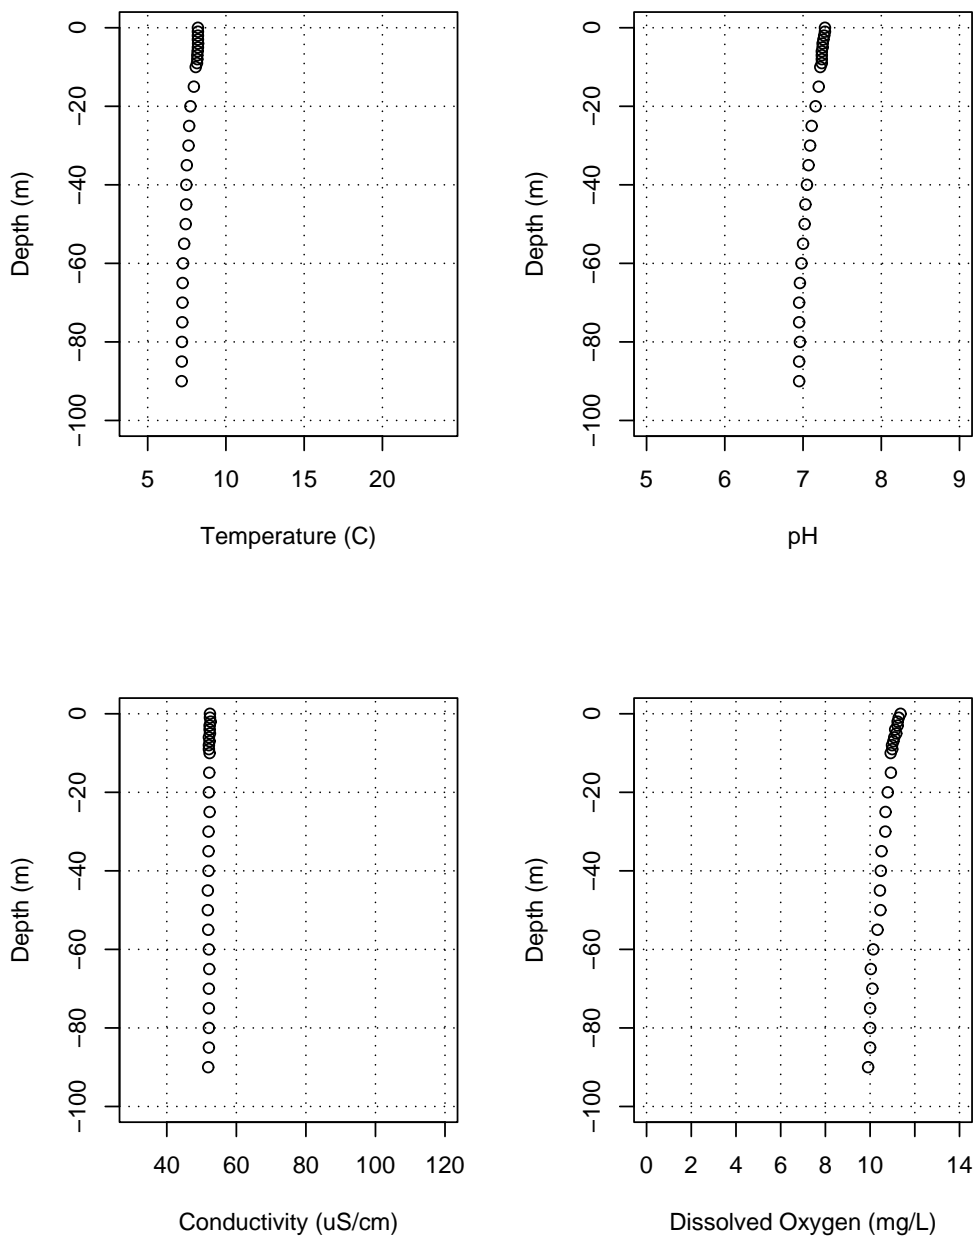 0
−20
−40
−60
−80
−100
Depth (m)
5 10 15 20
Temperature (C)
0
−20
−40
−60
−80
−100
Depth (m)
5 6 7 8 9
pH
0
−20
−40
−60
−80
−100
Depth (m)
40 60 80 100 120
Conductivity (uS/cm)
0
−20
−40
−60
−80
−100
Depth (m)
0 2 4 6 8 10 14
Dissolved Oxygen (mg/L)